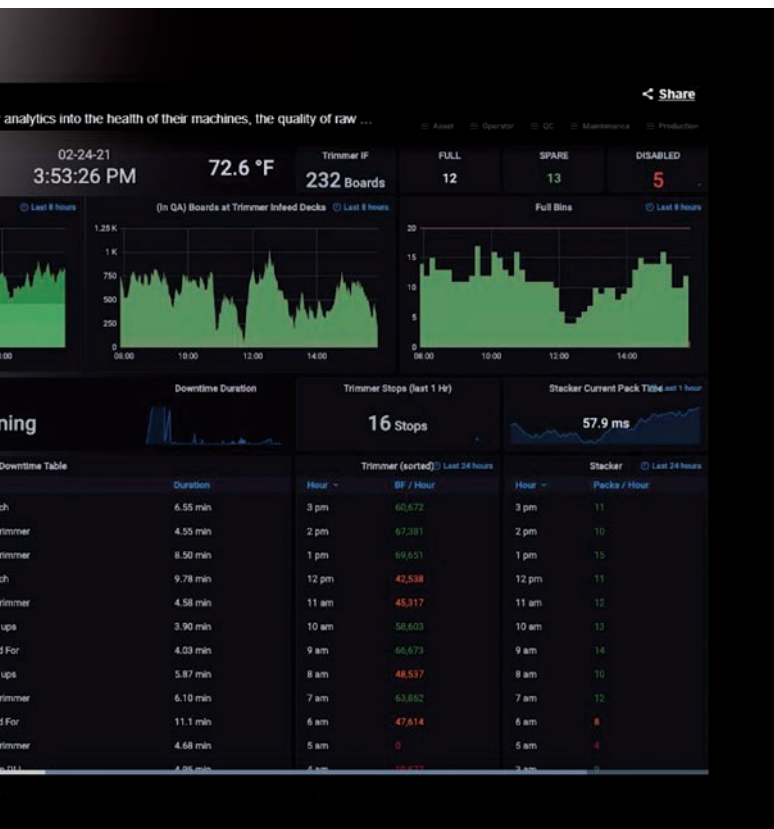 Share
analytics into the health of their machines, the quality of raw ...
Asset Operator QC Maintenance Production
02-24-21
3:53:26 PM
72.6 °F
Trimmer IF
232 Boards
FULL
12
SPARE
13
DISABLED
5
Last 8 hours
(In QA) Boards at Trimmer Infeed Decks Last 8 hours
Full Bins Last 8 hours
1.25 K
1 K
750
500
250
0
:00
08:00 10:00 12:00 14:00
20
15
10
5
0
08:00 10:00 12:00 14:00
ning
Downtime Duration
Trimmer Stops (last 1 Hr)
16 Stops
Stacker Current Pack Time Last 1 hour
57.9 ms
Downtime Table
Trimmer (sorted) Last 24 hours
Stacker Last 24 hours
Duration Hour BF / Hour Hour Packs / Hour
ch 6.55 min 3 pm 60,672 3 pm 11
rimmer 4.55 min 2 pm 67,381 2 pm 10
rimmer 8.50 min 1 pm 69,651 1 pm 15
ch 9.78 min 12 pm 42,538 12 pm 11
rimmer 4.58 min 11 am 45,317 11 am 12
ups 3.90 min 10 am 58,603 10 am 13
d For 4.03 min 9 am 66,673 9 am 14
ups 5.87 min 8 am 48,537 8 am 10
rimmer 6.10 min 7 am 63,862 7 am 12
d For 11.1 min 6 am 47,614 6 am 8
rimmer 4.68 min 5 am 0 5 am 4